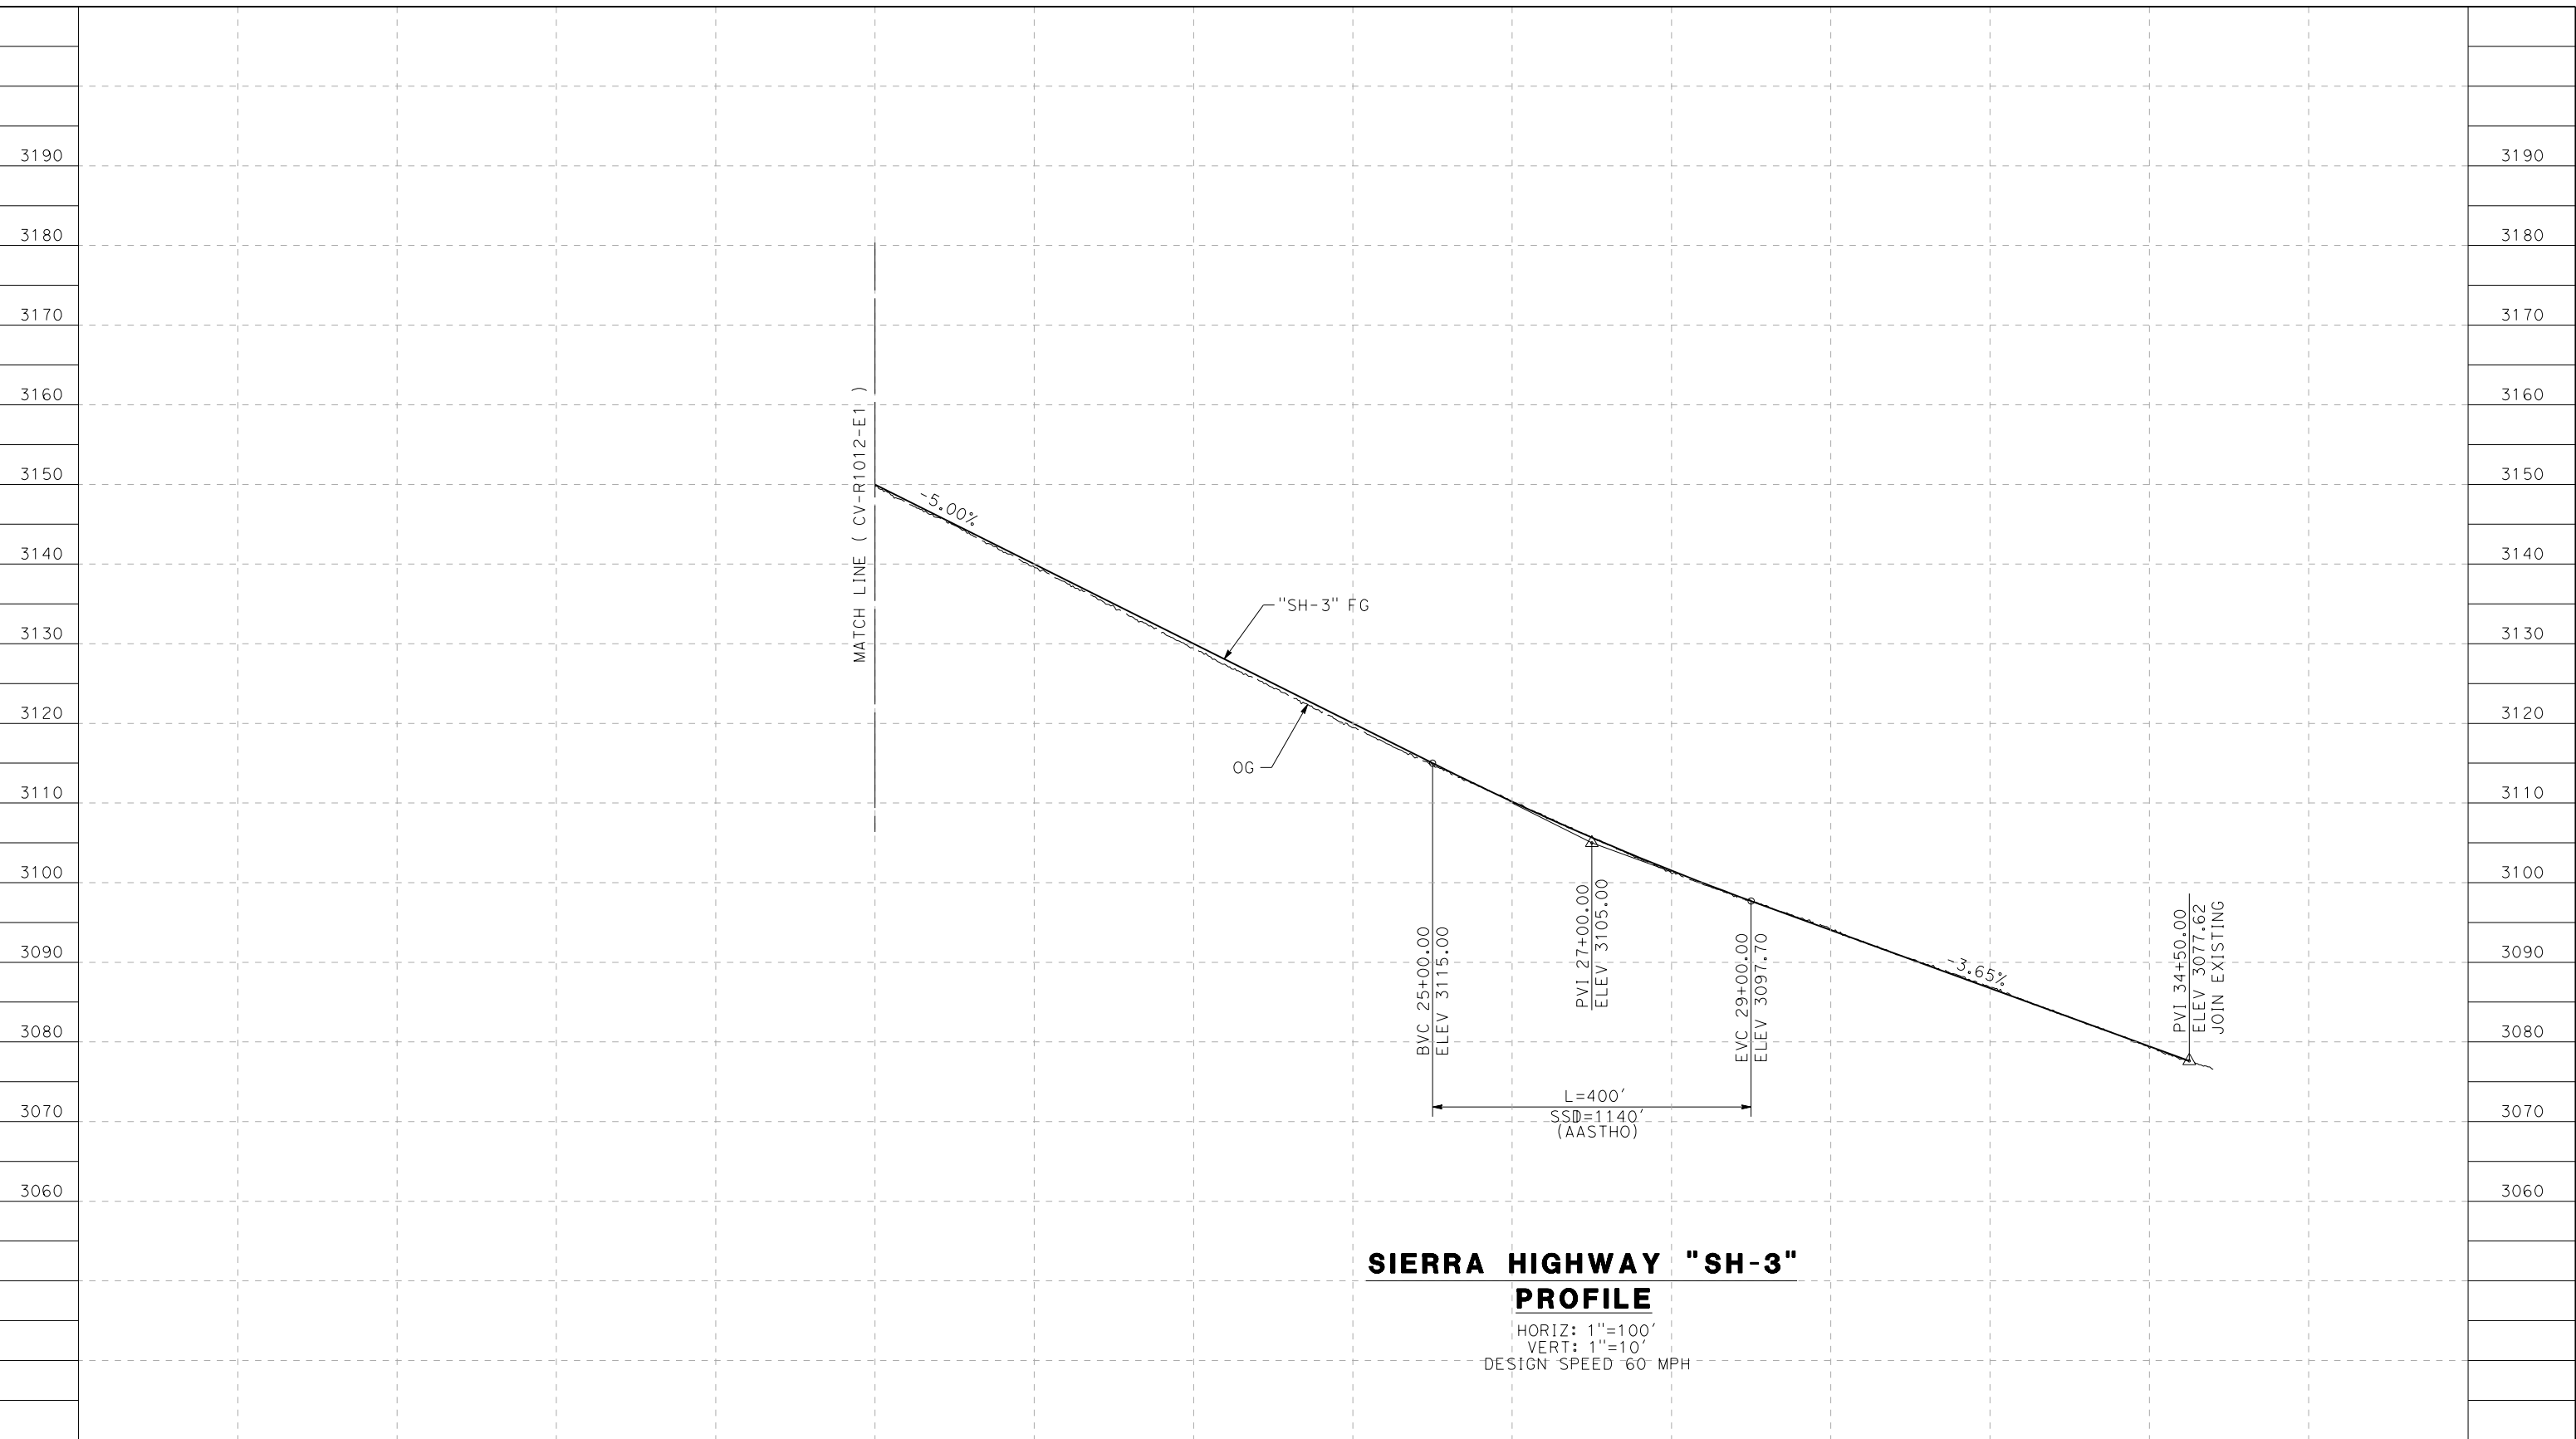 3190
3180
3170
3160
3150
3140
3130
3120
3110
3100
3090
3080
3070
3060
MATCH LINE ( CV-R1012-E1 )
-5.00%
"SH-3" FG
OG
BVC 25+00.00
ELEV 3115.00
PVI 27+00.00
ELEV 3105.00
EVC 29+00.00
ELEV 3097.70
-3.65%
PVI 34+50.00
ELEV 3077.62
JOIN EXISTING
L=400'
SSD=1140'
(AASTHO)
SIERRA HIGHWAY "SH-3"
PROFILE
HORIZ: 1"=100'
VERT: 1"=10'
DESIGN SPEED 60 MPH
3190
3180
3170
3160
3150
3140
3130
3120
3110
3100
3090
3080
3070
3060